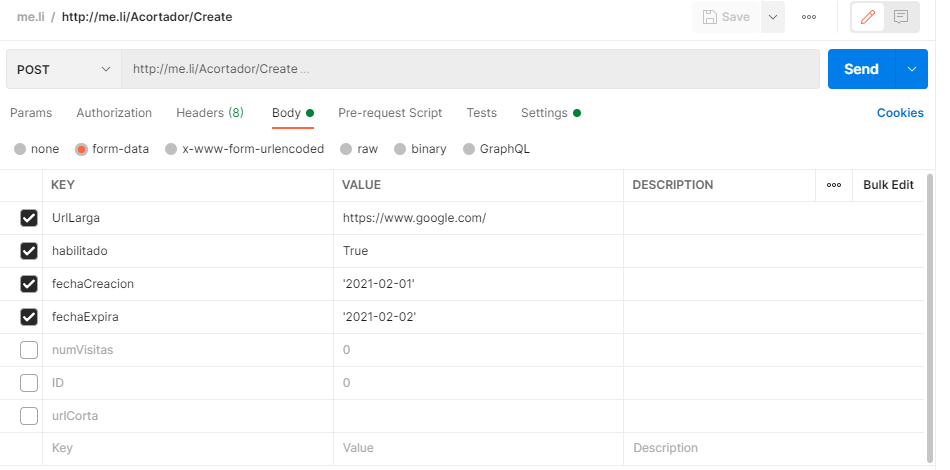 me.li / http://me.li/Acortador/Create Save
POST http://me.li/Acortador/Create ... Send
Params Authorization Headers (8) Body Pre-request Script Tests Settings Cookies
none form-data x-www-form-urlencoded raw binary GraphQL
KEY VALUE DESCRIPTION Bulk Edit
UrlLarga https://www.google.com/
habilitado True
fechaCreacion '2021-02-01'
fechaExpira '2021-02-02'
numVisitas 0
ID 0
urlCorta
Key Value Description